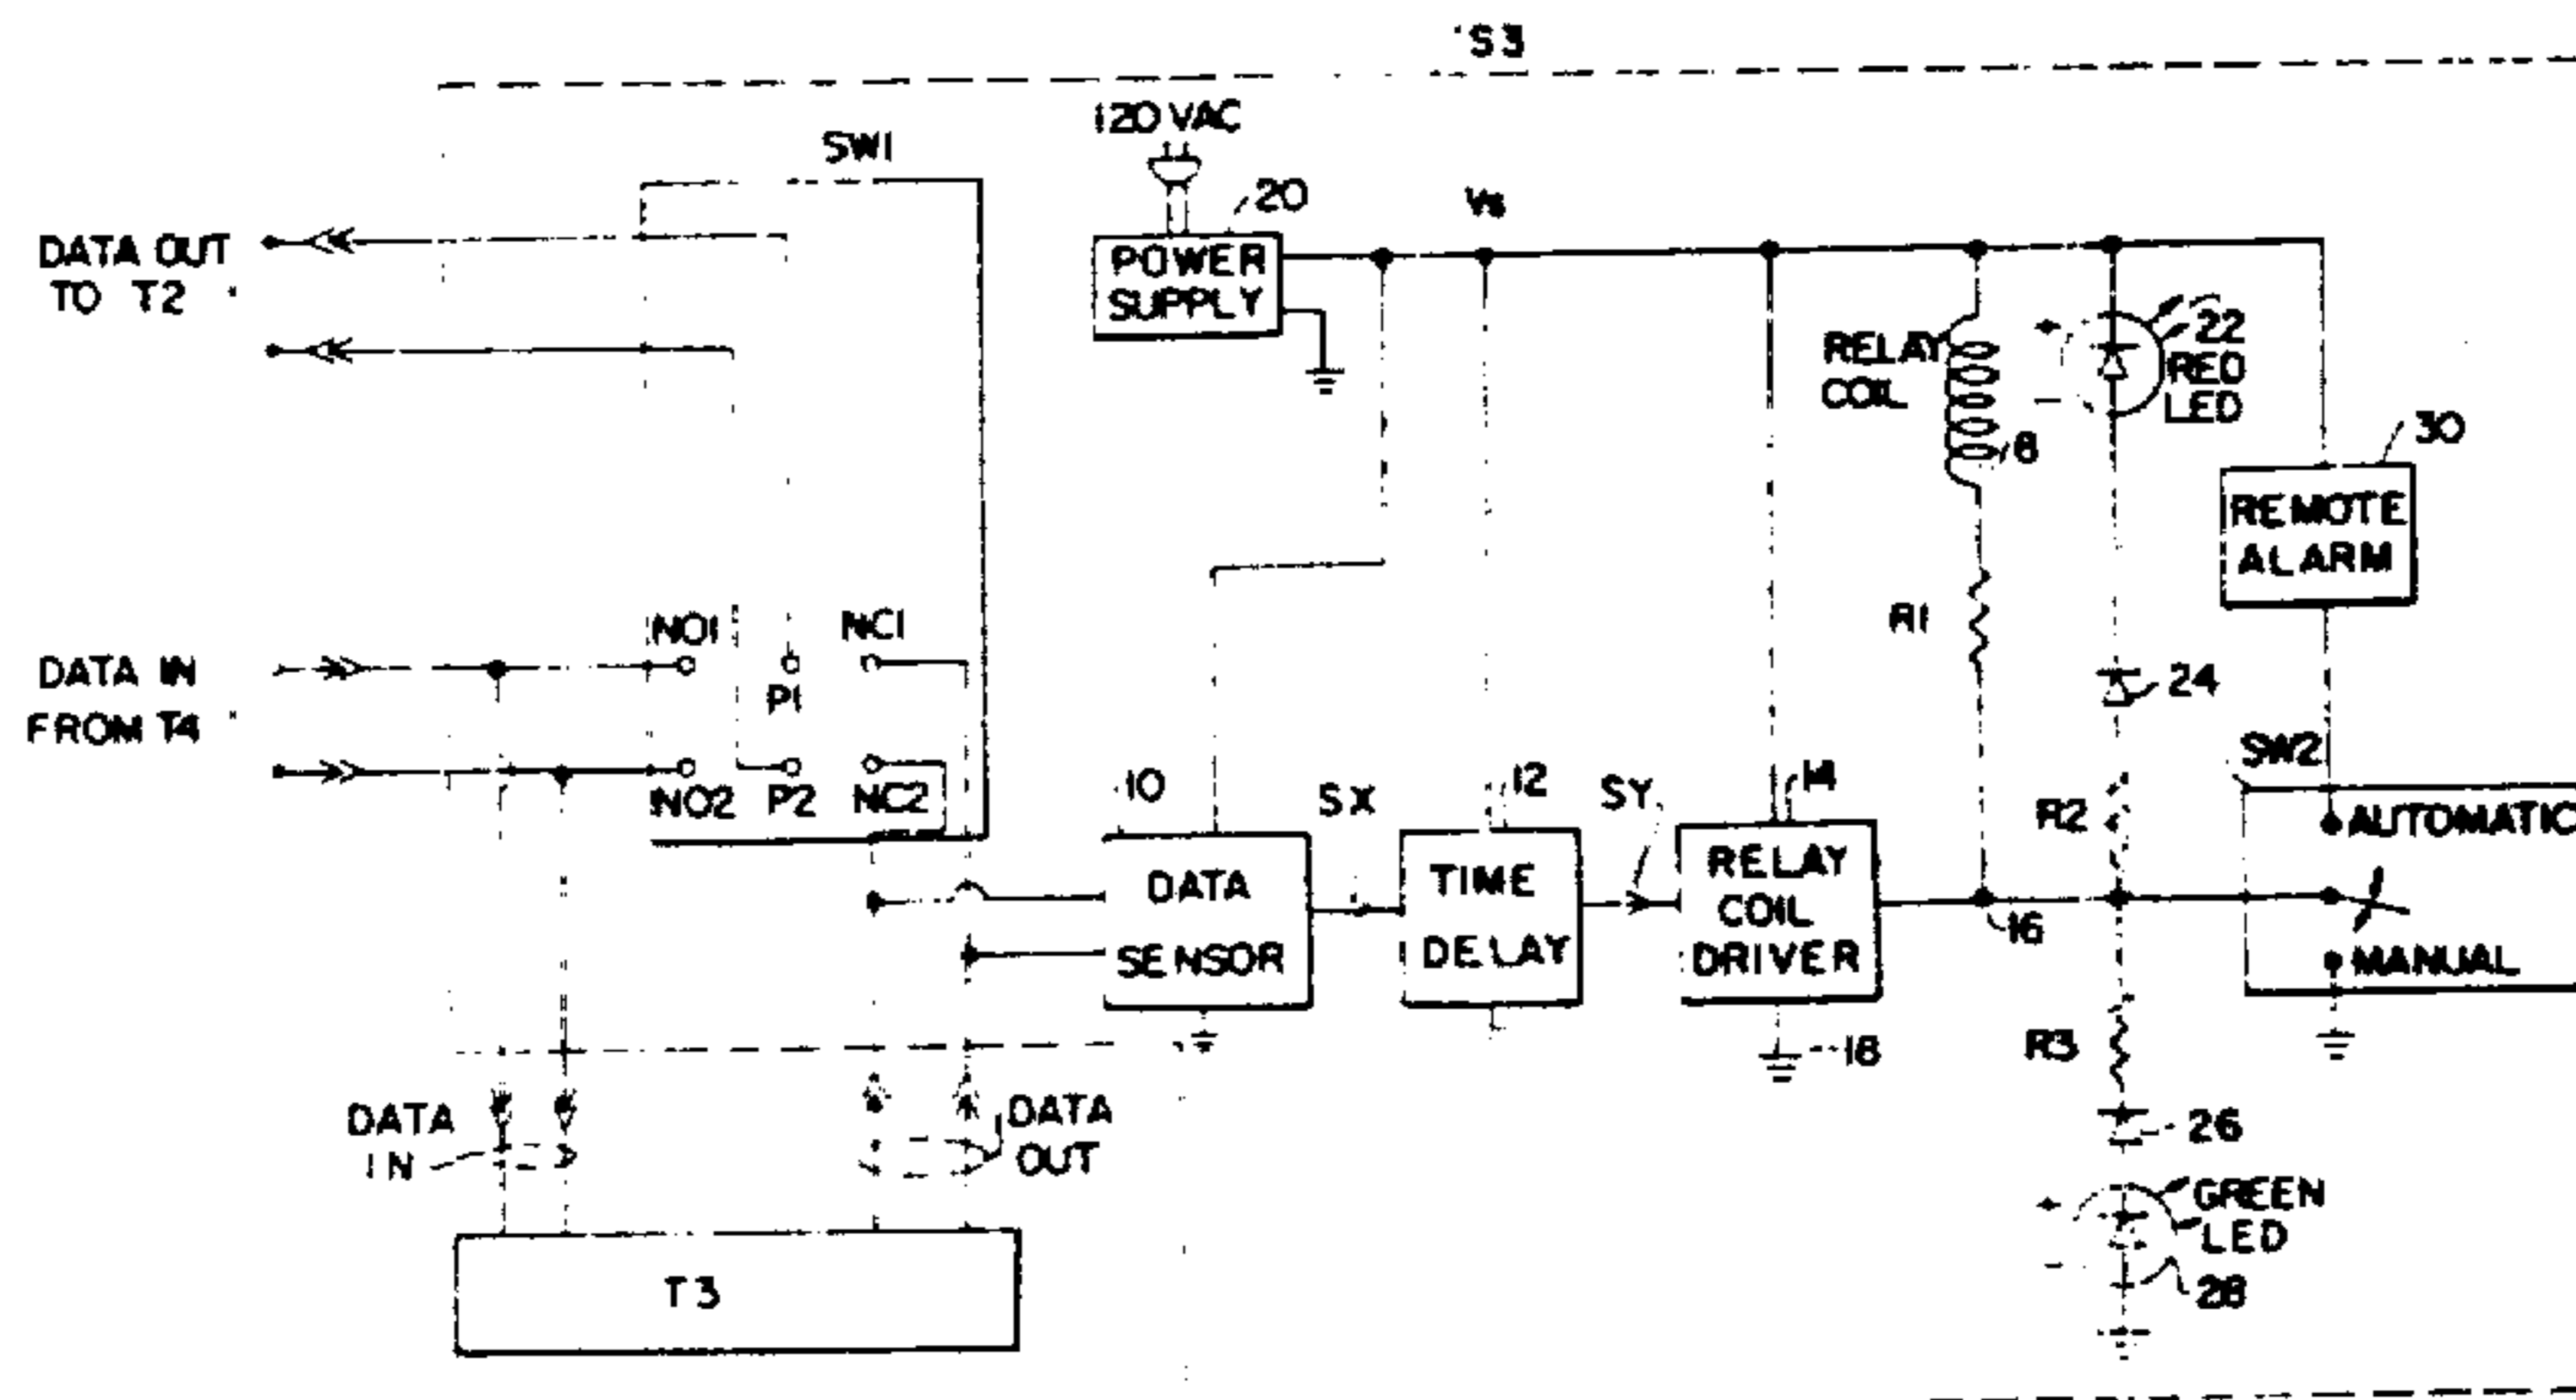 S3
120 VAC
SW1
20
Vs
DATA OUT
TO T2
POWER
SUPPLY
RELAY
COIL
8
22
RED
LED
30
REMOTE
ALARM
R1
NO1
NC1
P1
DATA IN
FROM T4
24
NO2
P2
NC2
10
SX
12
SY
14
R2
SW2
AUTOMATIC
DATA
SENSOR
TIME
DELAY
RELAY
COIL
DRIVER
16
MANUAL
18
R3
DATA
IN
DATA
OUT
26
GREEN
LED
28
T3